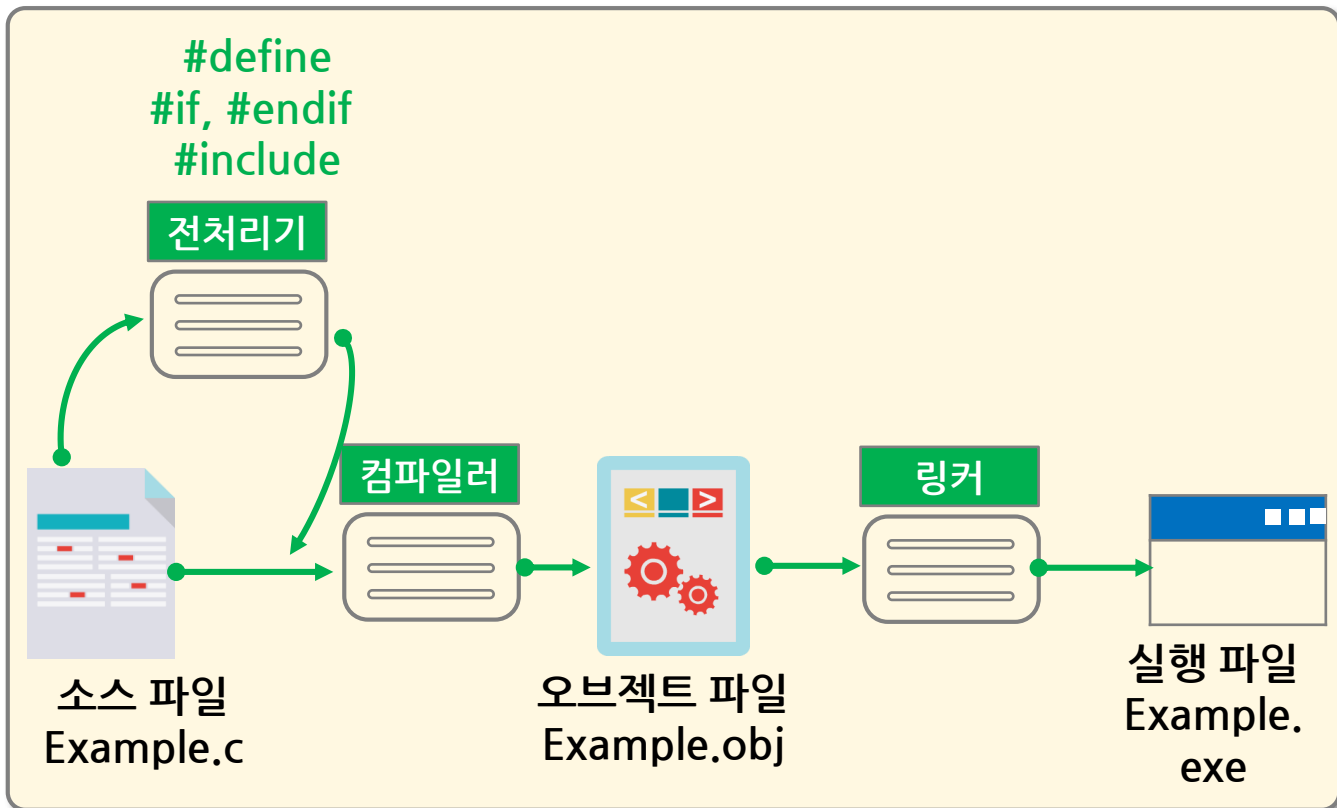 #define
#if, #endif
#include
전처리기
컴파일러
링커
소스 파일
Example.c
오브젝트 파일
Example.obj
실행 파일
Example.
exe